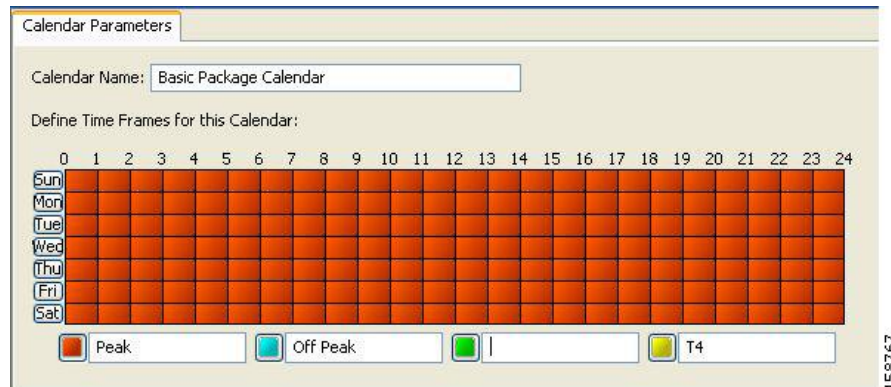 Calendar Parameters
Calendar Name: Basic Package Calendar
Define Time Frames for this Calendar:
0 1 2 3 4 5 6 7 8 9 10 11 12 13 14 15 16 17 18 19 20 21 22 23 24
Sun
Mon
Tue
Wed
Thu
Fri
Sat
Peak Off Peak T4